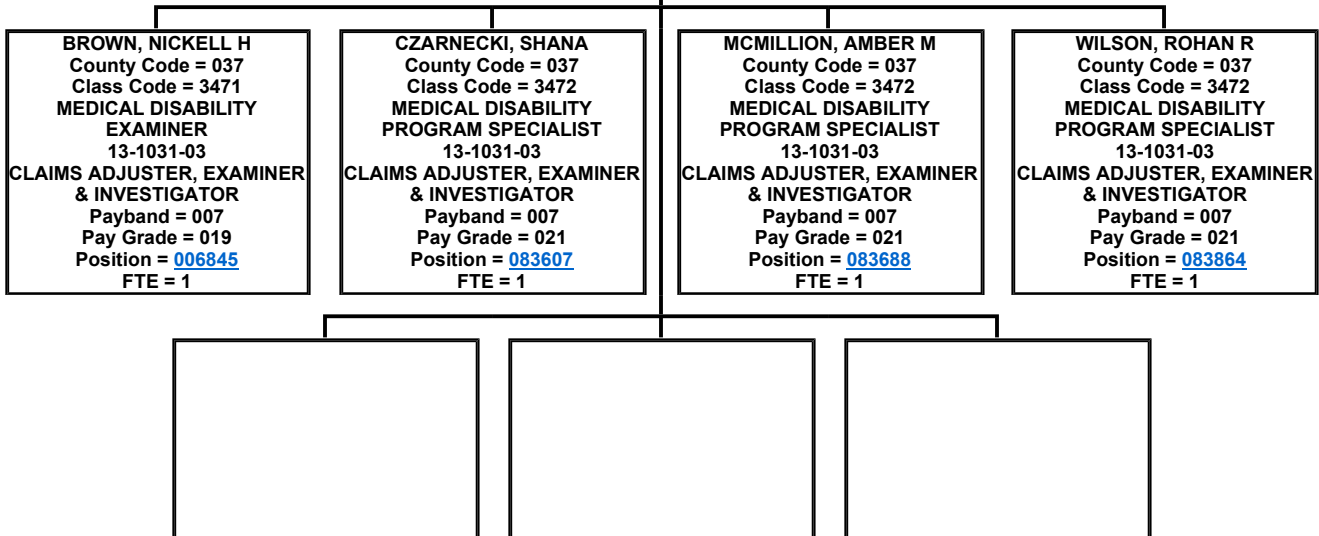 BROWN, NICKELL H
County Code = 037
Class Code = 3471
MEDICAL DISABILITY
EXAMINER
13-1031-03
CLAIMS ADJUSTER, EXAMINER
& INVESTIGATOR
Payband = 007
Pay Grade = 019
Position = 006845
FTE = 1
CZARNECKI, SHANA
County Code = 037
Class Code = 3472
MEDICAL DISABILITY
PROGRAM SPECIALIST
13-1031-03
CLAIMS ADJUSTER, EXAMINER
& INVESTIGATOR
Payband = 007
Pay Grade = 021
Position = 083607
FTE = 1
MCMILLION, AMBER M
County Code = 037
Class Code = 3472
MEDICAL DISABILITY
PROGRAM SPECIALIST
13-1031-03
CLAIMS ADJUSTER, EXAMINER
& INVESTIGATOR
Payband = 007
Pay Grade = 021
Position = 083688
FTE = 1
WILSON, ROHAN R
County Code = 037
Class Code = 3472
MEDICAL DISABILITY
PROGRAM SPECIALIST
13-1031-03
CLAIMS ADJUSTER, EXAMINER
& INVESTIGATOR
Payband = 007
Pay Grade = 021
Position = 083864
FTE = 1